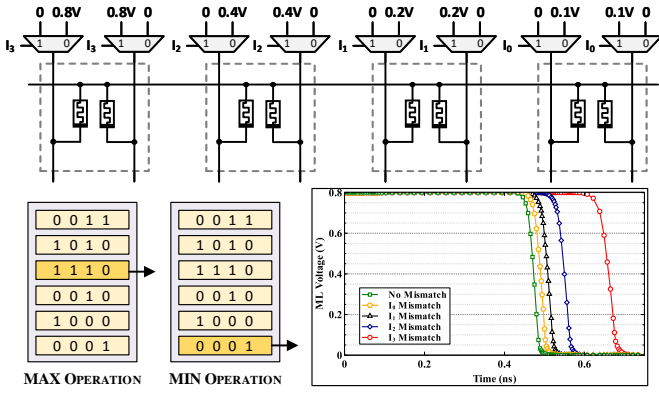 0 0.8V 0.8V 0 0 0.4V 0.4V 0 0 0.2V 0.2V 0 0 0.1V 0.1V 0
I3 1 0 I3 1 0 I2 1 0 I2 1 0 I1 1 0 I1 1 0 I0 1 0 I0 1 0
0 0 1 1
1 0 1 0
1 1 1 0
0 0 1 0
1 0 0 0
0 0 0 1
MAX OPERATION
0 0 1 1
1 0 1 0
1 1 1 0
0 0 1 0
1 0 0 0
0 0 0 1
MIN OPERATION
ML Voltage (V)
0.8
0.6
0.4
0.2
0
No Mismatch
I0 Mismatch
I1 Mismatch
I2 Mismatch
I3 Mismatch
0 0.2 0.4 0.6
Time (ns)